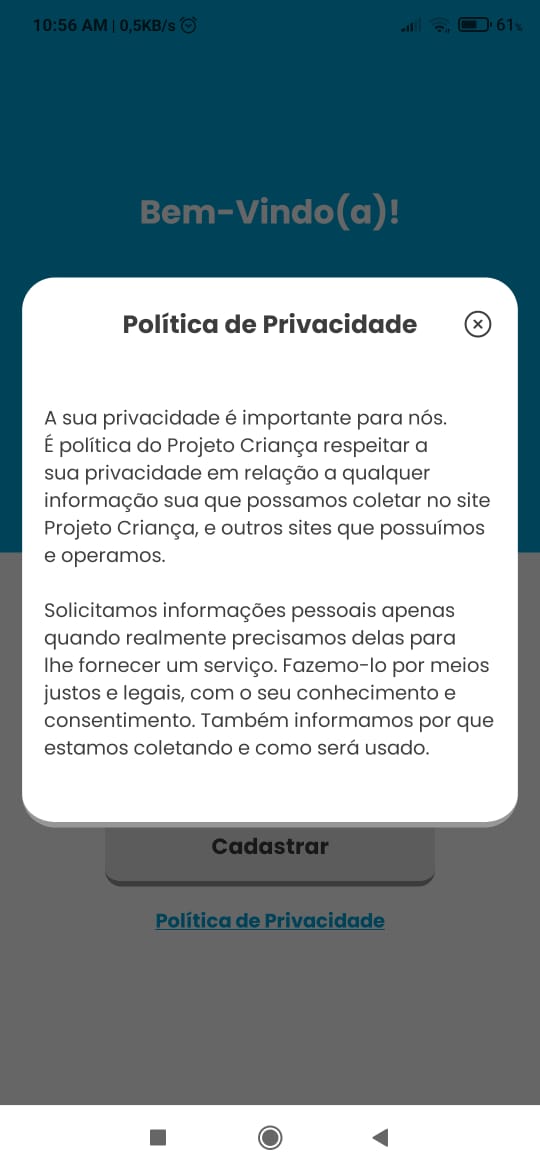 10:56 AM | 0,5KB/s
61%
Bem-Vindo(a)!
Política de Privacidade
A sua privacidade é importante para nós.
É política do Projeto Criança respeitar a
sua privacidade em relação a qualquer
informação sua que possamos coletar no site
Projeto Criança, e outros sites que possuímos
e operamos.
Solicitamos informações pessoais apenas
quando realmente precisamos delas para
lhe fornecer um serviço. Fazemo-lo por meios
justos e legais, com o seu conhecimento e
consentimento. Também informamos por que
estamos coletando e como será usado.
Cadastrar
Política de Privacidade